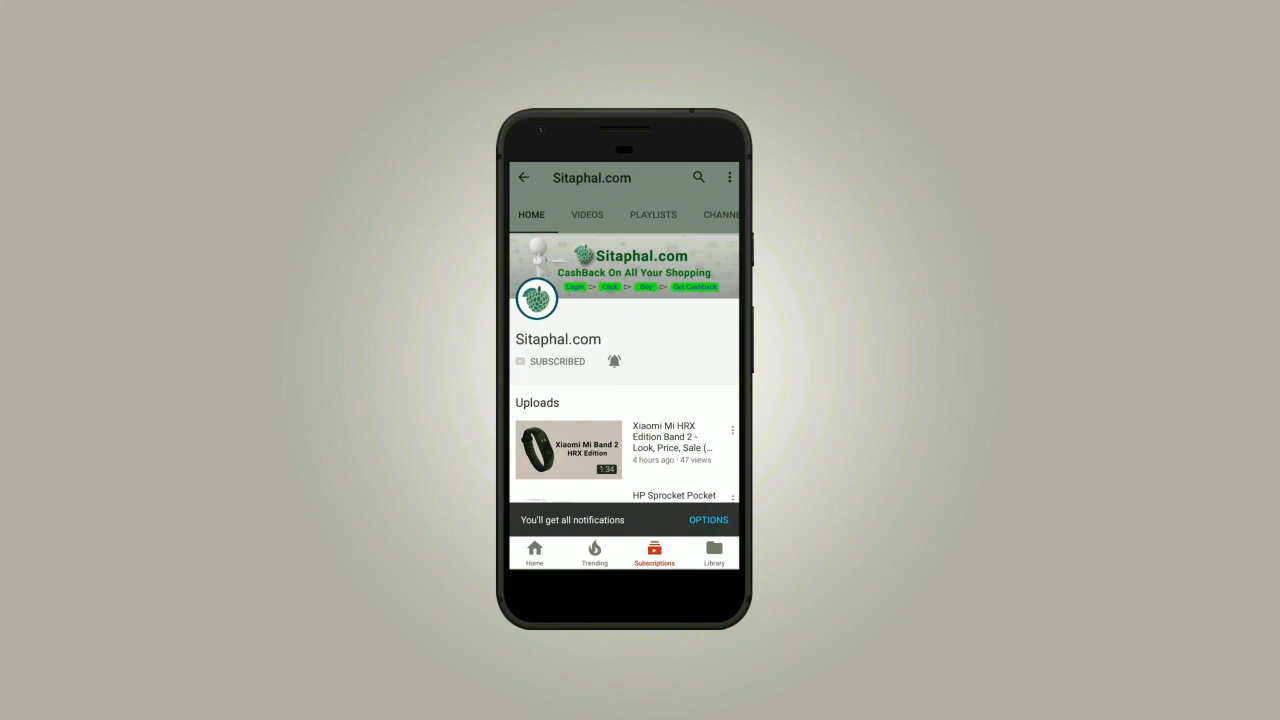 Sitaphal.com
HOME VIDEOS PLAYLISTS CHANNE
Sitaphal.com
CashBack On All Your Shopping
Login Click Buy Get Cashback
Sitaphal.com
SUBSCRIBED
Uploads
Xiaomi Mi Band 2
HRX Edition
1:34
Xiaomi Mi HRX
Edition Band 2 -
Look, Price, Sale (...
4 hours ago · 47 views
HP Sprocket Pocket
You'll get all notifications OPTIONS
Home Trending Subscriptions Library